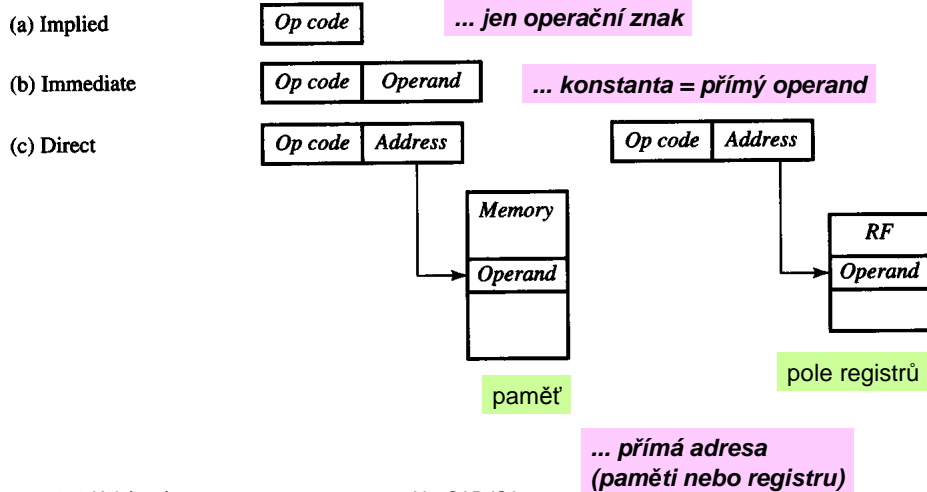 (a) Implied Op code ... jen operační znak
(b) Immediate Op code Operand ... konstanta = přímý operand
(c) Direct Op code Address Op code Address
Memory
RF
Operand Operand
pole registrů
paměť
... přímá adresa
(paměti nebo registru)